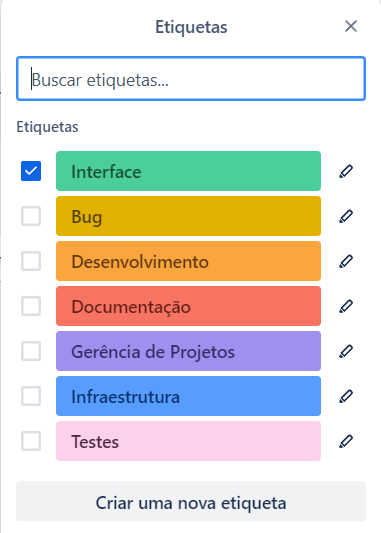 Etiquetas
Buscar etiquetas...
Etiquetas
Interface
Bug
Desenvolvimento
Documentação
Gerência de Projetos
Infraestrutura
Testes
Criar uma nova etiqueta